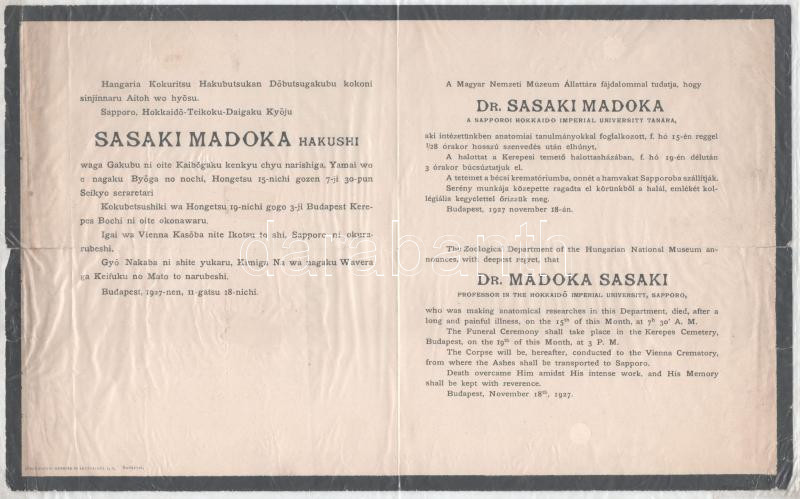 Hangaria Kokuritsu Hakubutsukan Dōbutsugakubu kokoni
sinjinnaru Aitoh wo hyōsu.
Sapporo, Hokkaidō-Teikoku-Daigaku Kyōju
SASAKI MADOKA HAKUSHI
waga Gakubu ni oite Kaibōgaku kenkyu chyu narishiga, Yamai wo
e nagaku Byōga no nochi, Hongetsu 15-nichi gozen 7-ji 30-pun
Seikyo seraretari
Kokubetsushiki wa Hongetsu 19-nichi gogo 3-ji Budapest Kere-
pes Bochi ni oite okonawaru.
Igai wa Vienna Kasōba nite Ikotsu to shi, Sapporo ni okura-
rubeshi.
Gyō Nakaba ni shite yukaru, Kimiga Na wa nagaku Wavera
ga Keifuku no Mato to narubeshi.
Budapest, 1927-nen, 11-gatsu 18-nichi.
A Magyar Nemzeti Múzeum Állattára fájdalommal tudatja, hogy
DR. SASAKI MADOKA
A SAPPOROI HOKKAIDO IMPERIAL UNIVERSITY TANÁRA,
aki intézetünkben anatomiai tanulmányokkal foglalkozott, f. hó 15-én reggel
1/28 órakor hosszú szenvedés után elhúnyt.
A halottat a Kerepesi temető halottasházában, f. hó 19-én délután
3 órakor búcsúztatjuk el.
A tetemet a bécsi krematóriumba, onnét a hamvakat Sapporoba szállítják.
Serény munkája közepette ragadta el körünkből a halál, emlékét kol-
légiális kegyelettel őrizzük meg.
Budapest, 1927 november 18-án.
The Zoological Department of the Hungarian National Museum an-
nounces, with deepest regret, that
DR. MADOKA SASAKI
PROFESSOR IN THE HOKKAIDŌ IMPERIAL UNIVERSITY, SAPPORO,
who was making anatomical researches in this Department, died, after a
long and painful illness, on the 15th of this Month, at 7h 30' A. M.
The Funeral Ceremony shall take place in the Kerepes Cemetery,
Budapest, on the 19th of this Month, at 3 P. M.
The Corpse will be, hereafter, conducted to the Vienna Crematory,
from where the Ashes shall be transported to Sapporo.
Death overcame Him amidst His intense work, and His Memory
shall be kept with reverence.
Budapest, November 18th, 1927.
darabanth